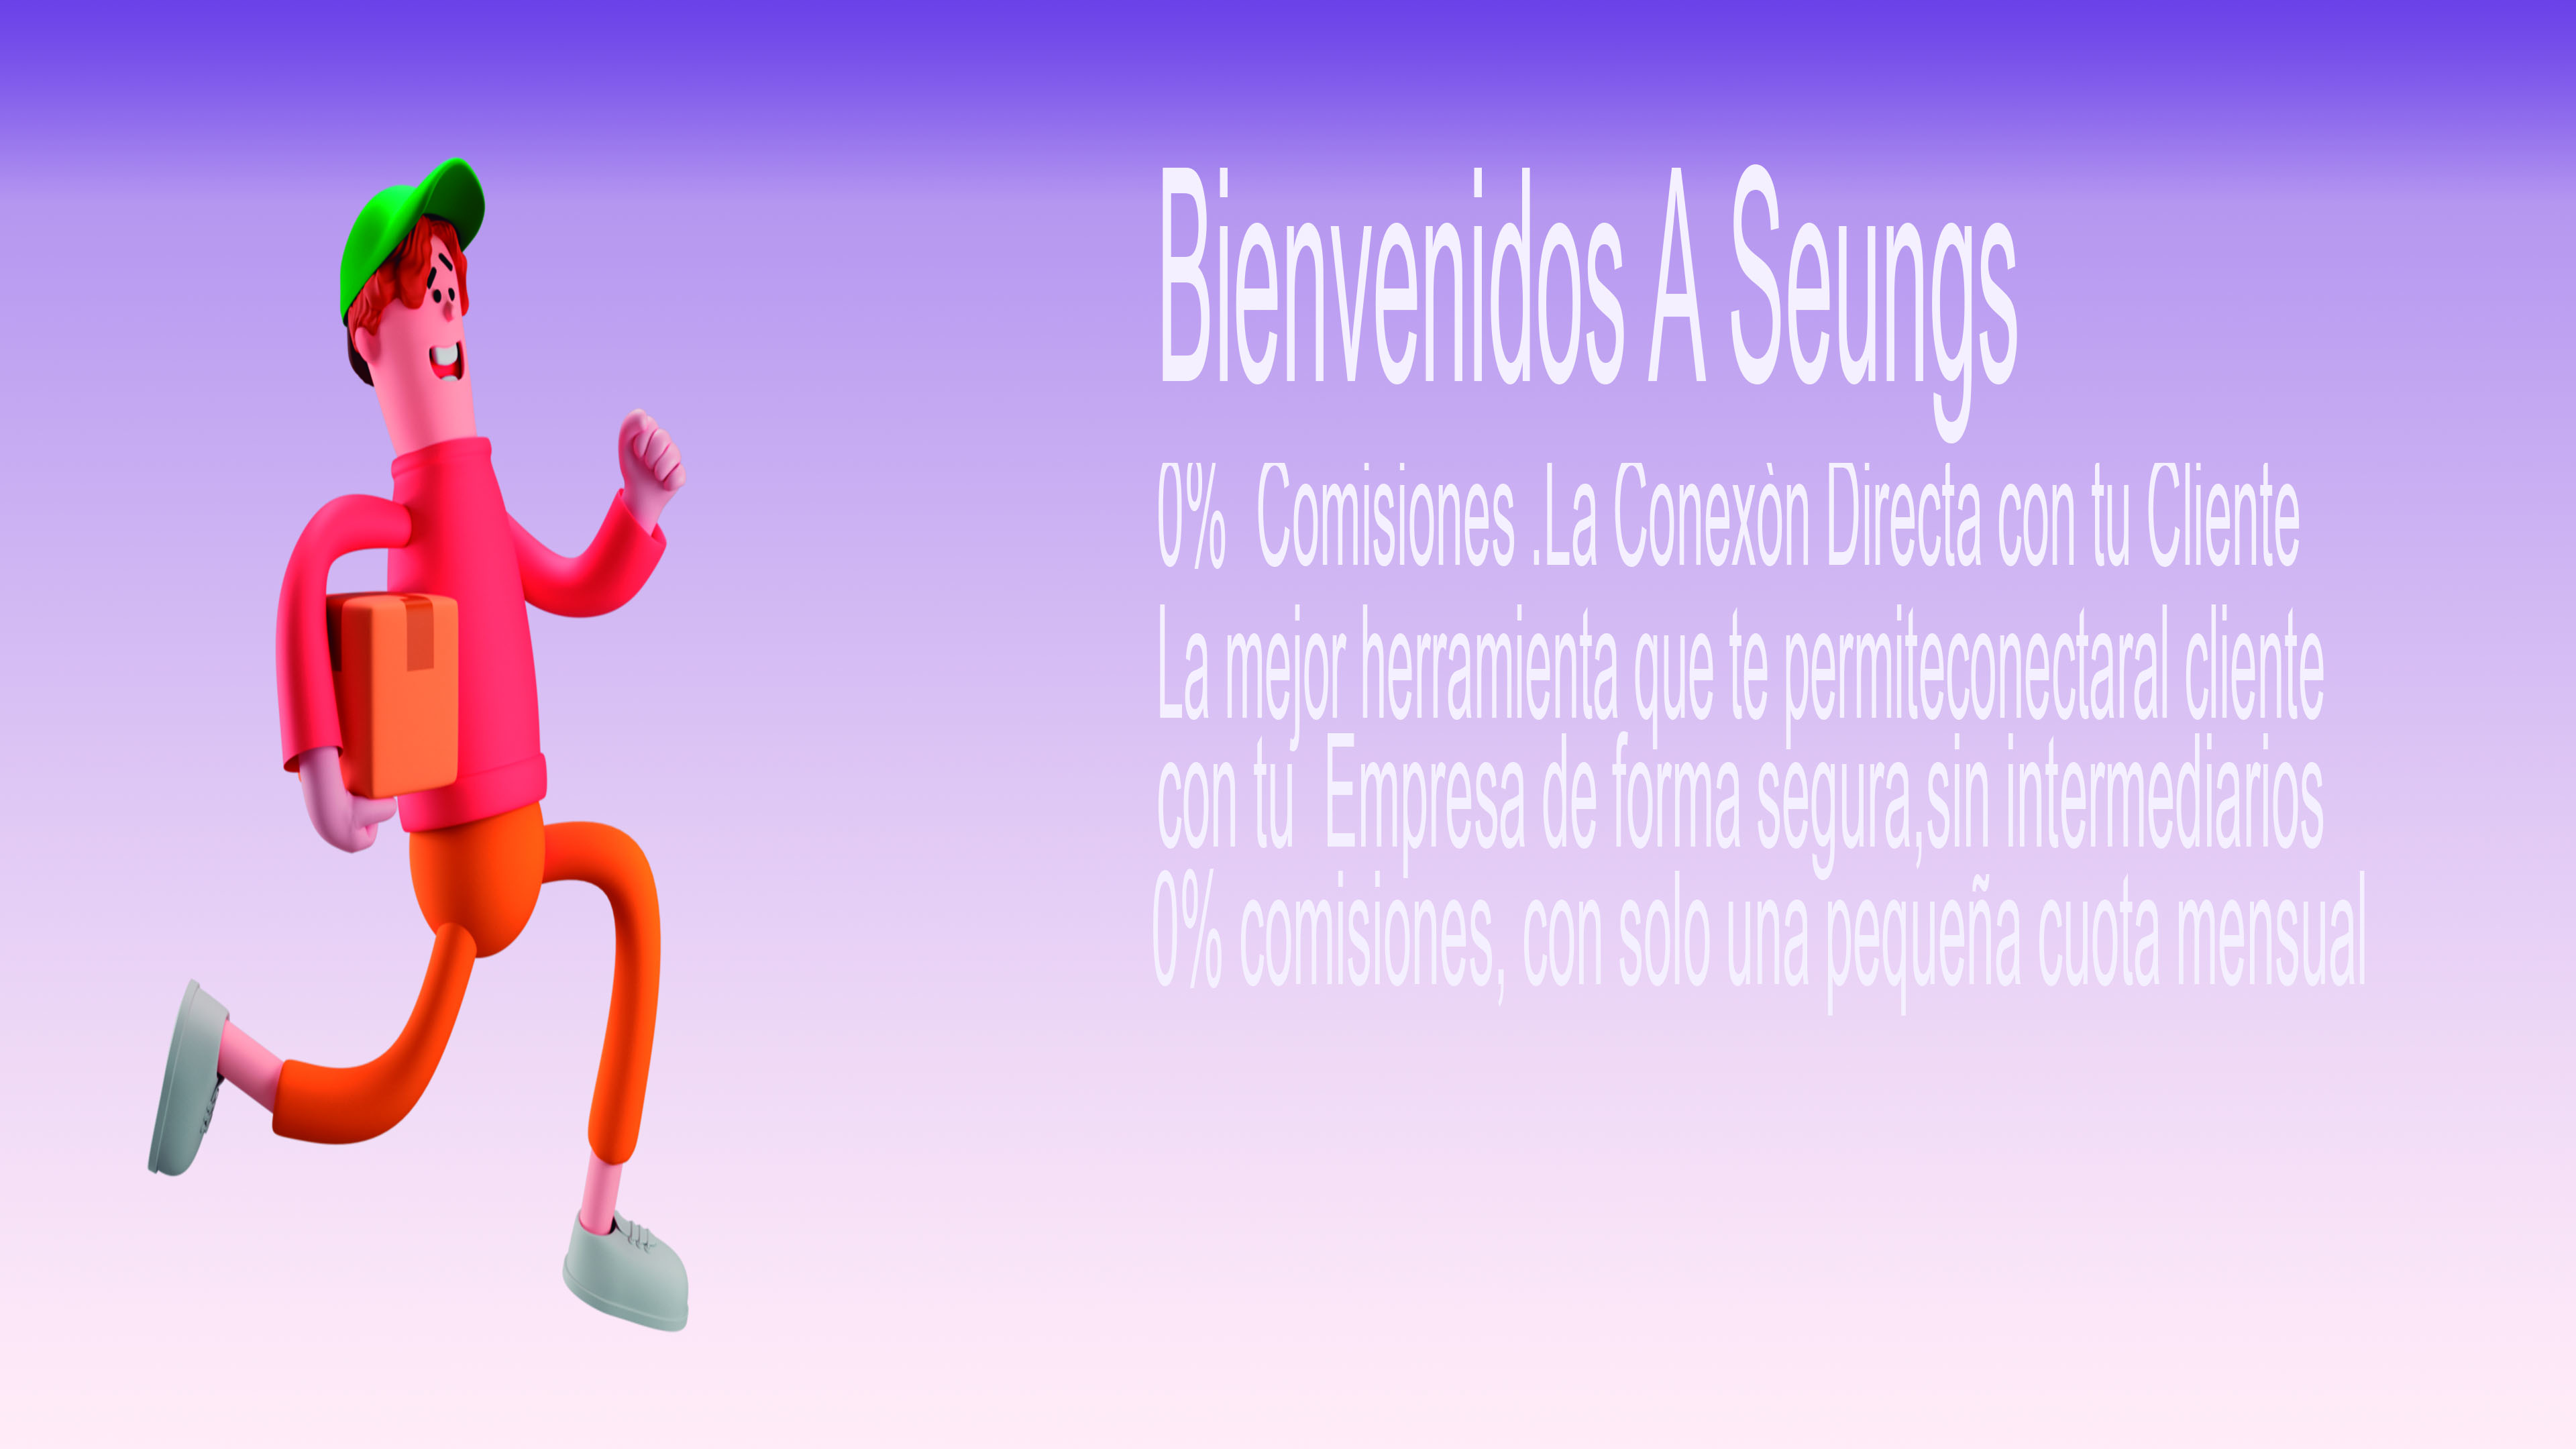 Bienvenidos A Seungs
0%  Comisiones .La Conexòn Directa con tu Cliente
La mejor herramienta que te permiteconectaral cliente
con tu  Empresa de forma segura,sin intermediarios
0% comisiones, con solo una pequeña cuota mensual